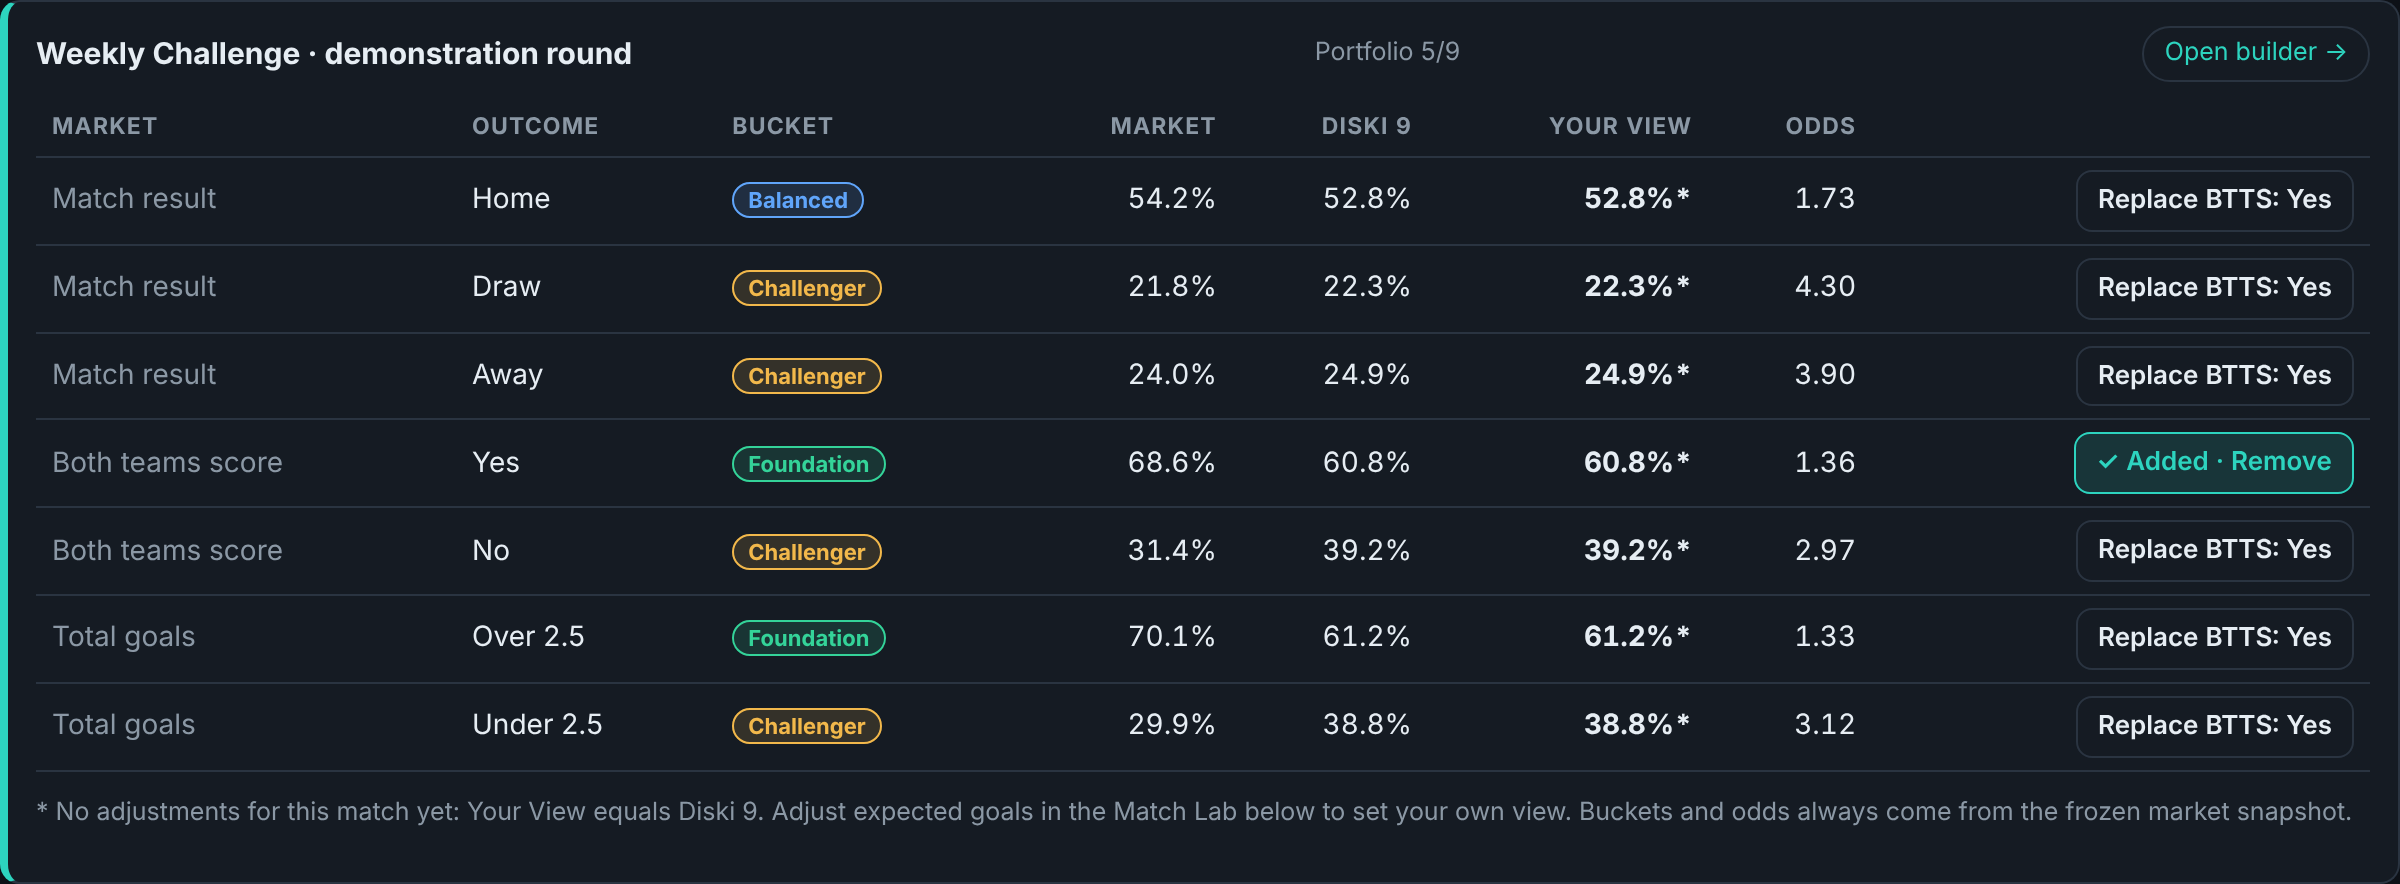 Weekly Challenge · demonstration round Portfolio 5/9 Open builder →
MARKET OUTCOME BUCKET MARKET DISKI 9 YOUR VIEW ODDS
Match result Home Balanced 54.2% 52.8% 52.8%* 1.73 Replace BTTS: Yes
Match result Draw Challenger 21.8% 22.3% 22.3%* 4.30 Replace BTTS: Yes
Match result Away Challenger 24.0% 24.9% 24.9%* 3.90 Replace BTTS: Yes
Both teams score Yes Foundation 68.6% 60.8% 60.8%* 1.36 ✓ Added · Remove
Both teams score No Challenger 31.4% 39.2% 39.2%* 2.97 Replace BTTS: Yes
Total goals Over 2.5 Foundation 70.1% 61.2% 61.2%* 1.33 Replace BTTS: Yes
Total goals Under 2.5 Challenger 29.9% 38.8% 38.8%* 3.12 Replace BTTS: Yes
* No adjustments for this match yet: Your View equals Diski 9. Adjust expected goals in the Match Lab below to set your own view. Buckets and odds always come from the frozen market snapshot.